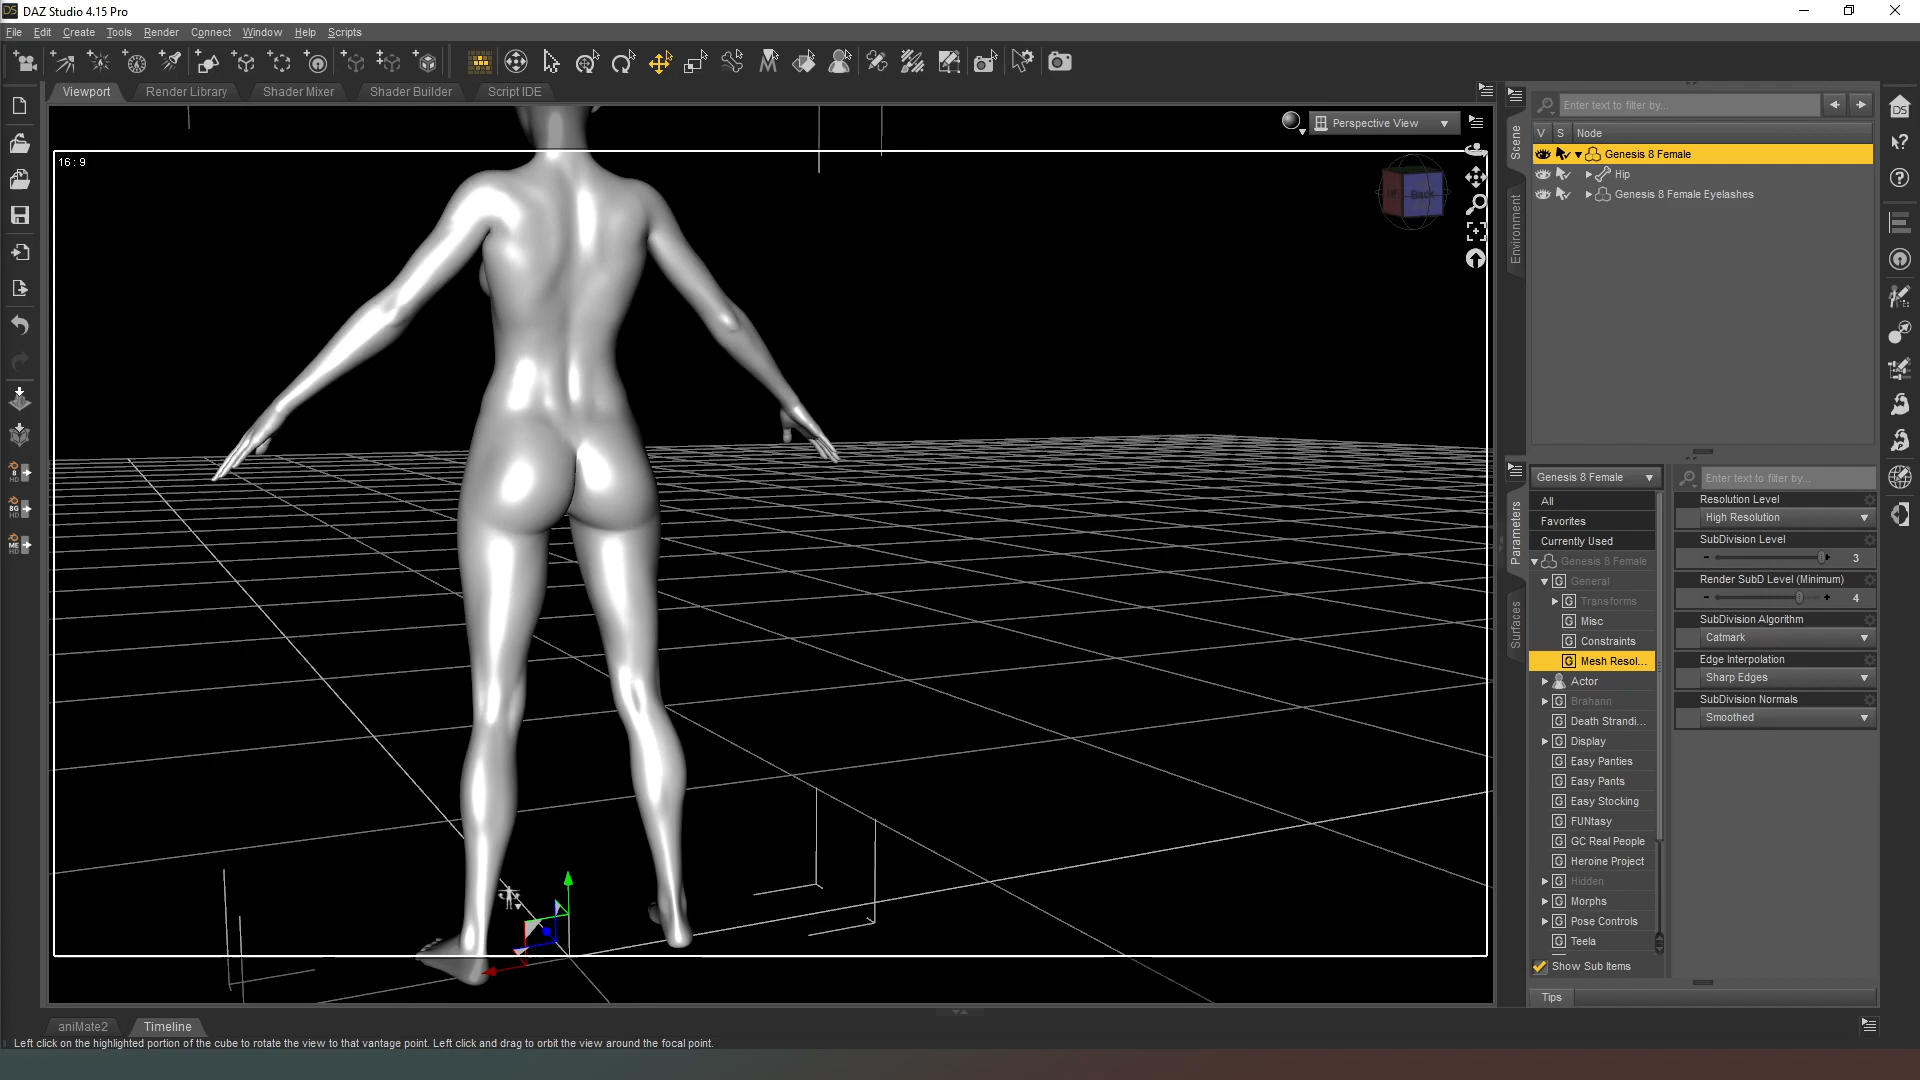 DAZ Studio 4.15 Pro
File Edit Create Tools Render Connect Window Help Scripts
Viewport Render Library Shader Mixer Shader Builder Script IDE
Perspective View
16 : 9
Back
Scene
Environment
Enter text to filter by...
V S Node
Genesis 8 Female
Hip
Genesis 8 Female Eyelashes
Parameters
Surfaces
Genesis 8 Female
All
Favorites
Currently Used
Genesis 8 Female
General
Transforms
Misc
Constraints
Mesh Resol...
Actor
Brahann
Death Strandi...
Display
Easy Panties
Easy Pants
Easy Stocking
FUNtasy
GC Real People
Heroine Project
Hidden
Morphs
Pose Controls
Teela
Show Sub Items
Enter text to filter by...
Resolution Level
High Resolution
SubDivision Level
3
Render SubD Level (Minimum)
4
SubDivision Algorithm
Catmark
Edge Interpolation
Sharp Edges
SubDivision Normals
Smoothed
Tips
aniMate2 Timeline
Left click on the highlighted portion of the cube to rotate the view to that vantage point. Left click and drag to orbit the view around the focal point.